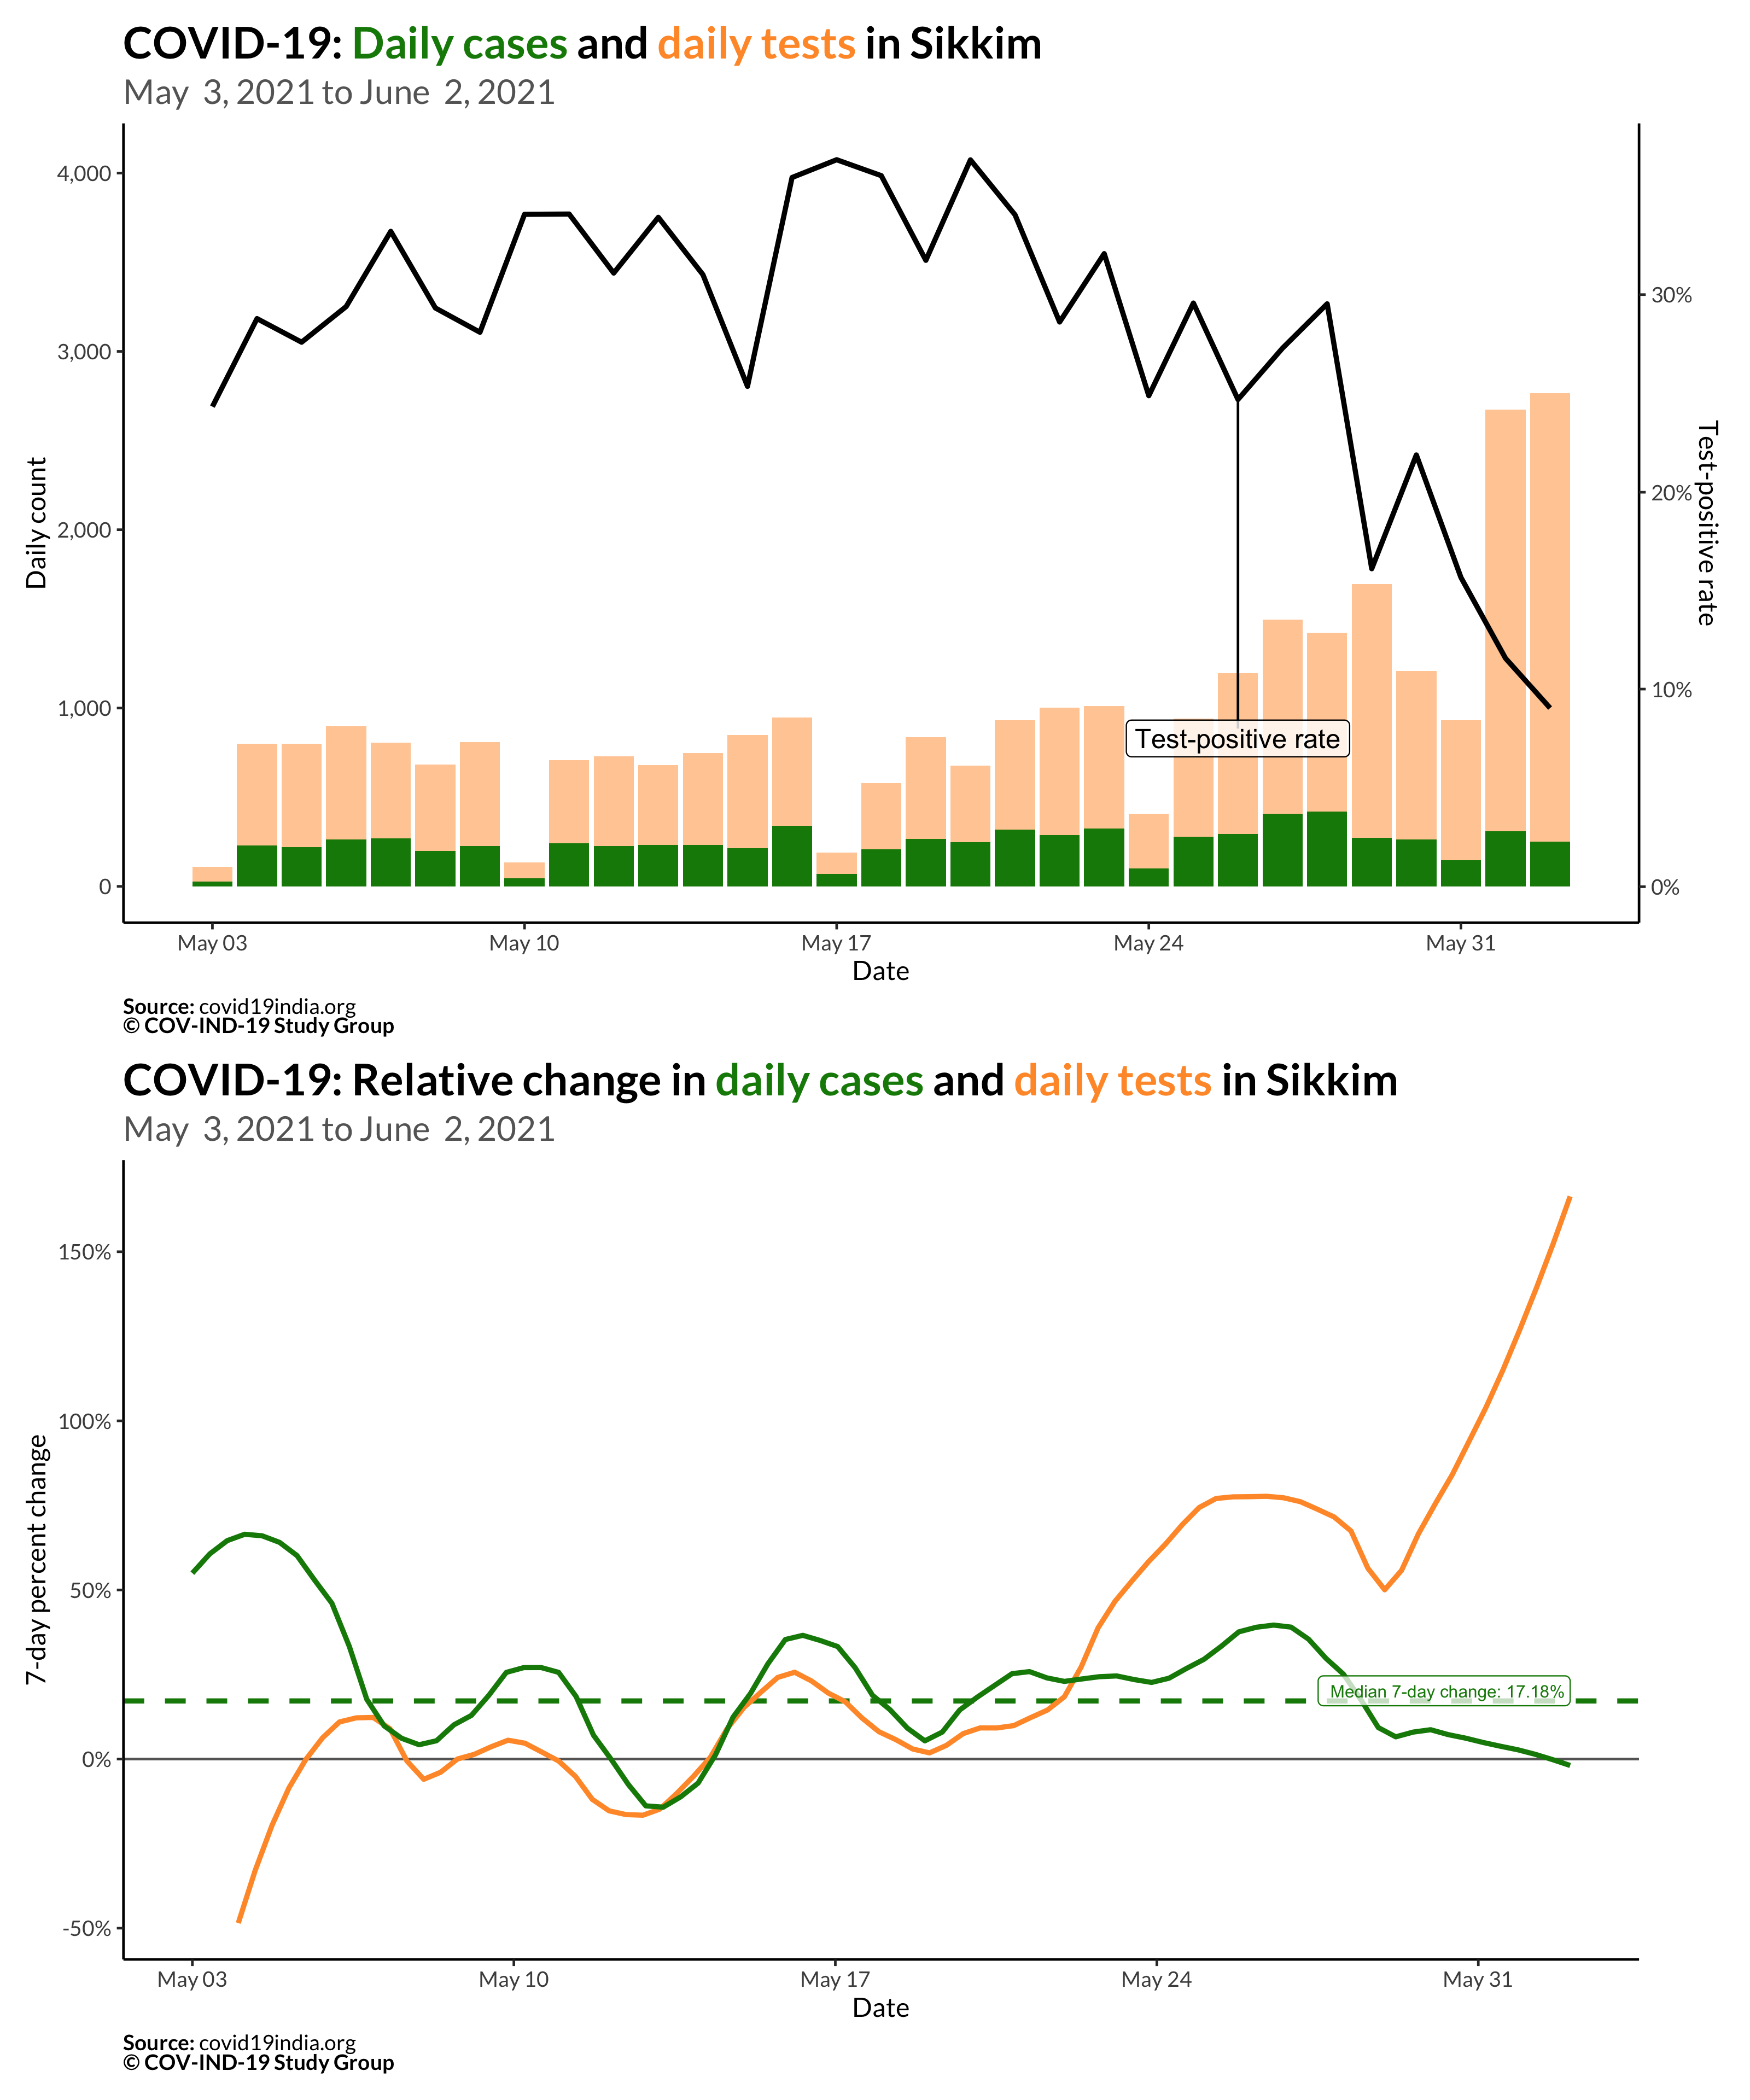 COVID-19: Daily cases and daily tests in Sikkim
May 3, 2021 to June 2, 2021
4,000
3,000
2,000
1,000
0
Daily count
30%
20%
10%
0%
Test-positive rate
Test-positive rate
May 03
May 10
May 17
May 24
May 31
Date
Source: covid19india.org
© COV-IND-19 Study Group
COVID-19: Relative change in daily cases and daily tests in Sikkim
May 3, 2021 to June 2, 2021
150%
100%
50%
0%
-50%
7-day percent change
Median 7-day change: 17.18%
May 03
May 10
May 17
May 24
May 31
Date
Source: covid19india.org
© COV-IND-19 Study Group